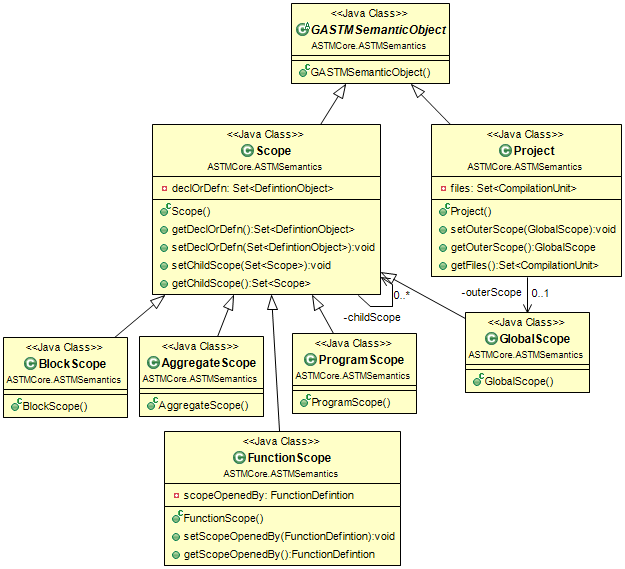 <<Java Class>>
GASTMSemanticObject
ASTMCore.ASTMSemantics
GASTMSemanticObject()
<<Java Class>>
Scope
ASTMCore.ASTMSemantics
declOrDefn: Set<DefintionObject>
Scope()
getDeclOrDefn():Set<DefintionObject>
setDeclOrDefn(Set<DefintionObject>):void
setChildScope(Set<Scope>):void
getChildScope():Set<Scope>
<<Java Class>>
Project
ASTMCore.ASTMSemantics
files: Set<CompilationUnit>
Project()
setOuterScope(GlobalScope):void
getOuterScope():GlobalScope
getFiles():Set<CompilationUnit>
-outerScope
0..1
0..*
-childScope
<<Java Class>>
BlockScope
ASTMCore.ASTMSemantics
BlockScope()
<<Java Class>>
AggregateScope
ASTMCore.ASTMSemantics
AggregateScope()
<<Java Class>>
ProgramScope
ASTMCore.ASTMSemantics
ProgramScope()
<<Java Class>>
GlobalScope
ASTMCore.ASTMSemantics
GlobalScope()
<<Java Class>>
FunctionScope
ASTMCore.ASTMSemantics
scopeOpenedBy: FunctionDefintion
FunctionScope()
setScopeOpenedBy(FunctionDefintion):void
getScopeOpenedBy():FunctionDefintion